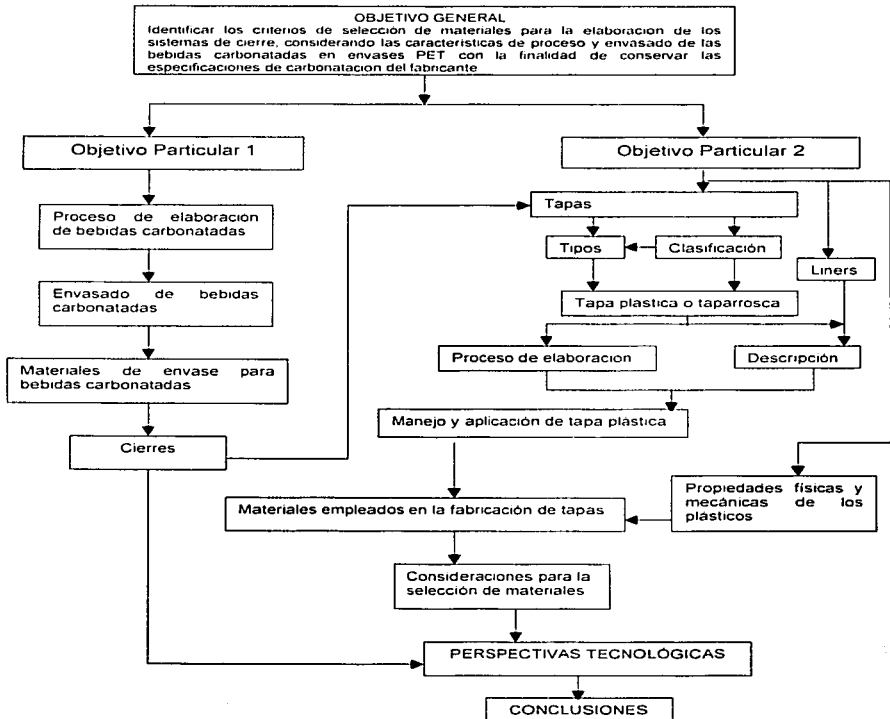 OBJETIVO GENERAL
Identificar los criterios de selección de materiales para la elaboracion de los
sistemas de cierre, considerando las características de proceso y envasado de las
bebidas carbonatadas en envases PET con la finalidad de conservar las
especificaciones de carbonatacion del fabricante
Objetivo Particular 1
Objetivo Particular 2
Proceso de elaboración
de bebidas carbonatadas
Tapas
Tipos
Clasificación
Liners
Envasado de bebidas
carbonatadas
Tapa plastica o taparrosca
Proceso de elaboracion
Descripción
Materiales de envase para
bebidas carbonatadas
Manejo y aplicación de tapa plástica
Cierres
Propiedades físicas y
mecánicas de los
plásticos
Materiales empleados en la fabricación de tapas
Consideraciones para la
selección de materiales
PERSPECTIVAS TECNOLÓGICAS
CONCLUSIONES